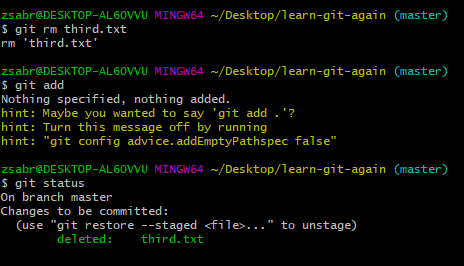 zsabr@DESKTOP-AL6OVVU MINGW64 ~/Desktop/learn-git-again (master)
$ git rm third.txt
rm 'third.txt'
zsabr@DESKTOP-AL6OVVU MINGW64 ~/Desktop/learn-git-again (master)
$ git add
Nothing specified, nothing added.
hint: Maybe you wanted to say 'git add .'?
hint: Turn this message off by running
hint: "git config advice.addEmptyPathspec false"
zsabr@DESKTOP-AL6OVVU MINGW64 ~/Desktop/learn-git-again (master)
$ git status
On branch master
Changes to be committed:
  (use "git restore --staged <file>..." to unstage)
        deleted:    third.txt